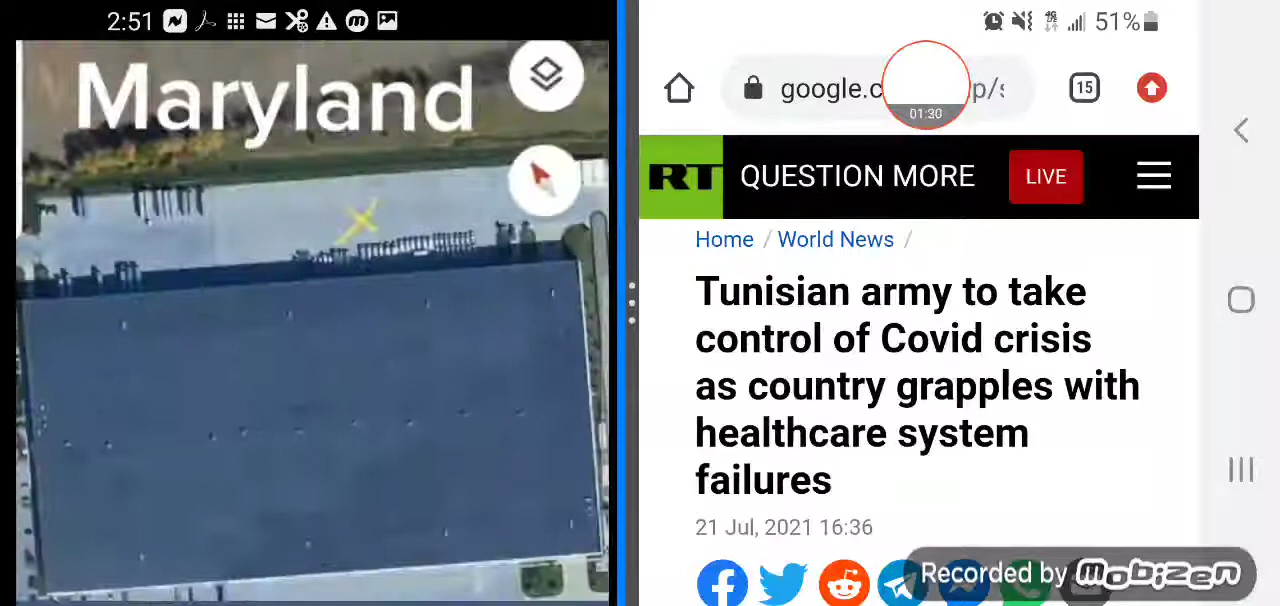 2:51
51%
Maryland
google.c
p/s
15
01:30
RT QUESTION MORE LIVE
Home / World News /
Tunisian army to take
control of Covid crisis
as country grapples with
healthcare system
failures
21 Jul, 2021 16:36
Recorded by mobizen